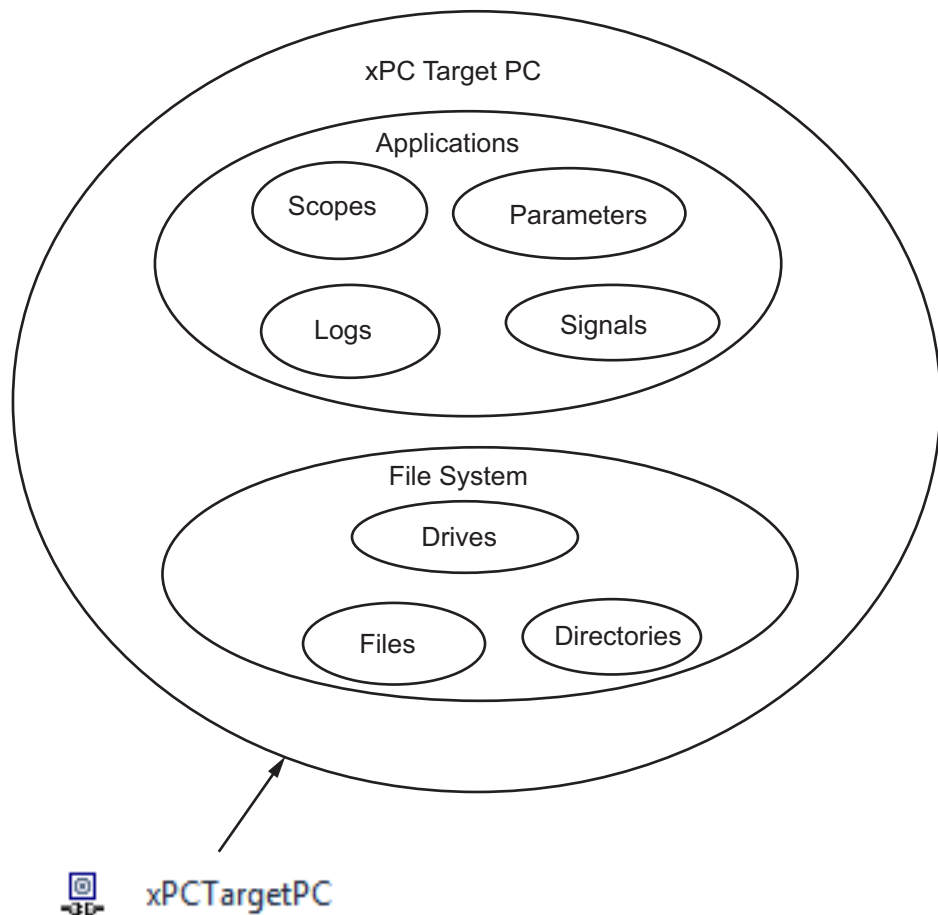 xPC Target PC
Applications
Scopes
Parameters
Logs
Signals
File System
Drives
Files
Directories
xPCTargetPC